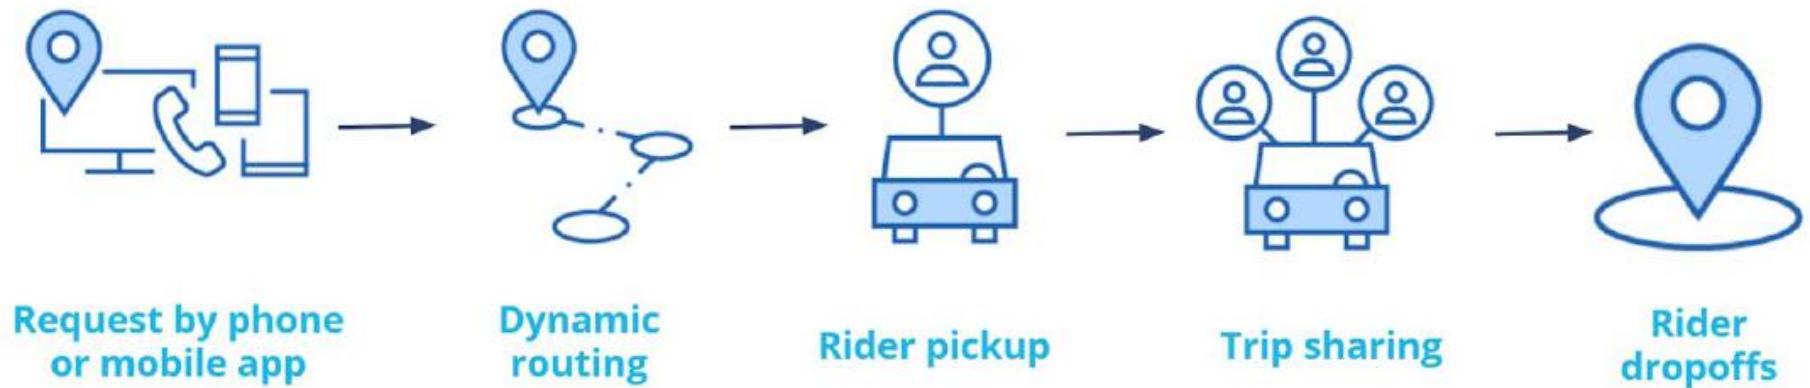 Request by phone
or mobile app
Dynamic
routing
Rider pickup
Trip sharing
Rider
dropoffs